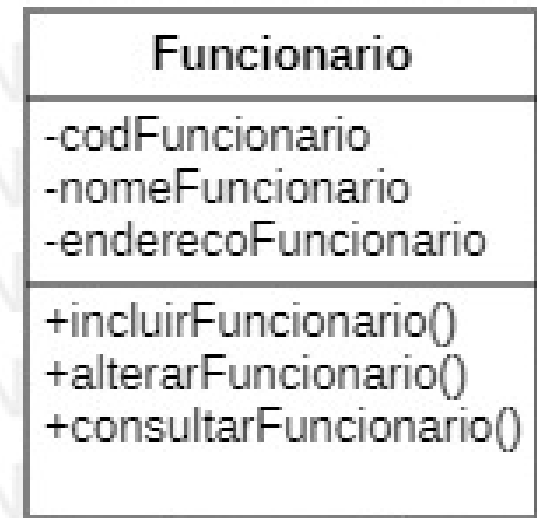 Funcionario
-codFuncionario
-nomeFuncionario
-enderecoFuncionario
+incluirFuncionario()
+alterarFuncionario()
+consultarFuncionario()